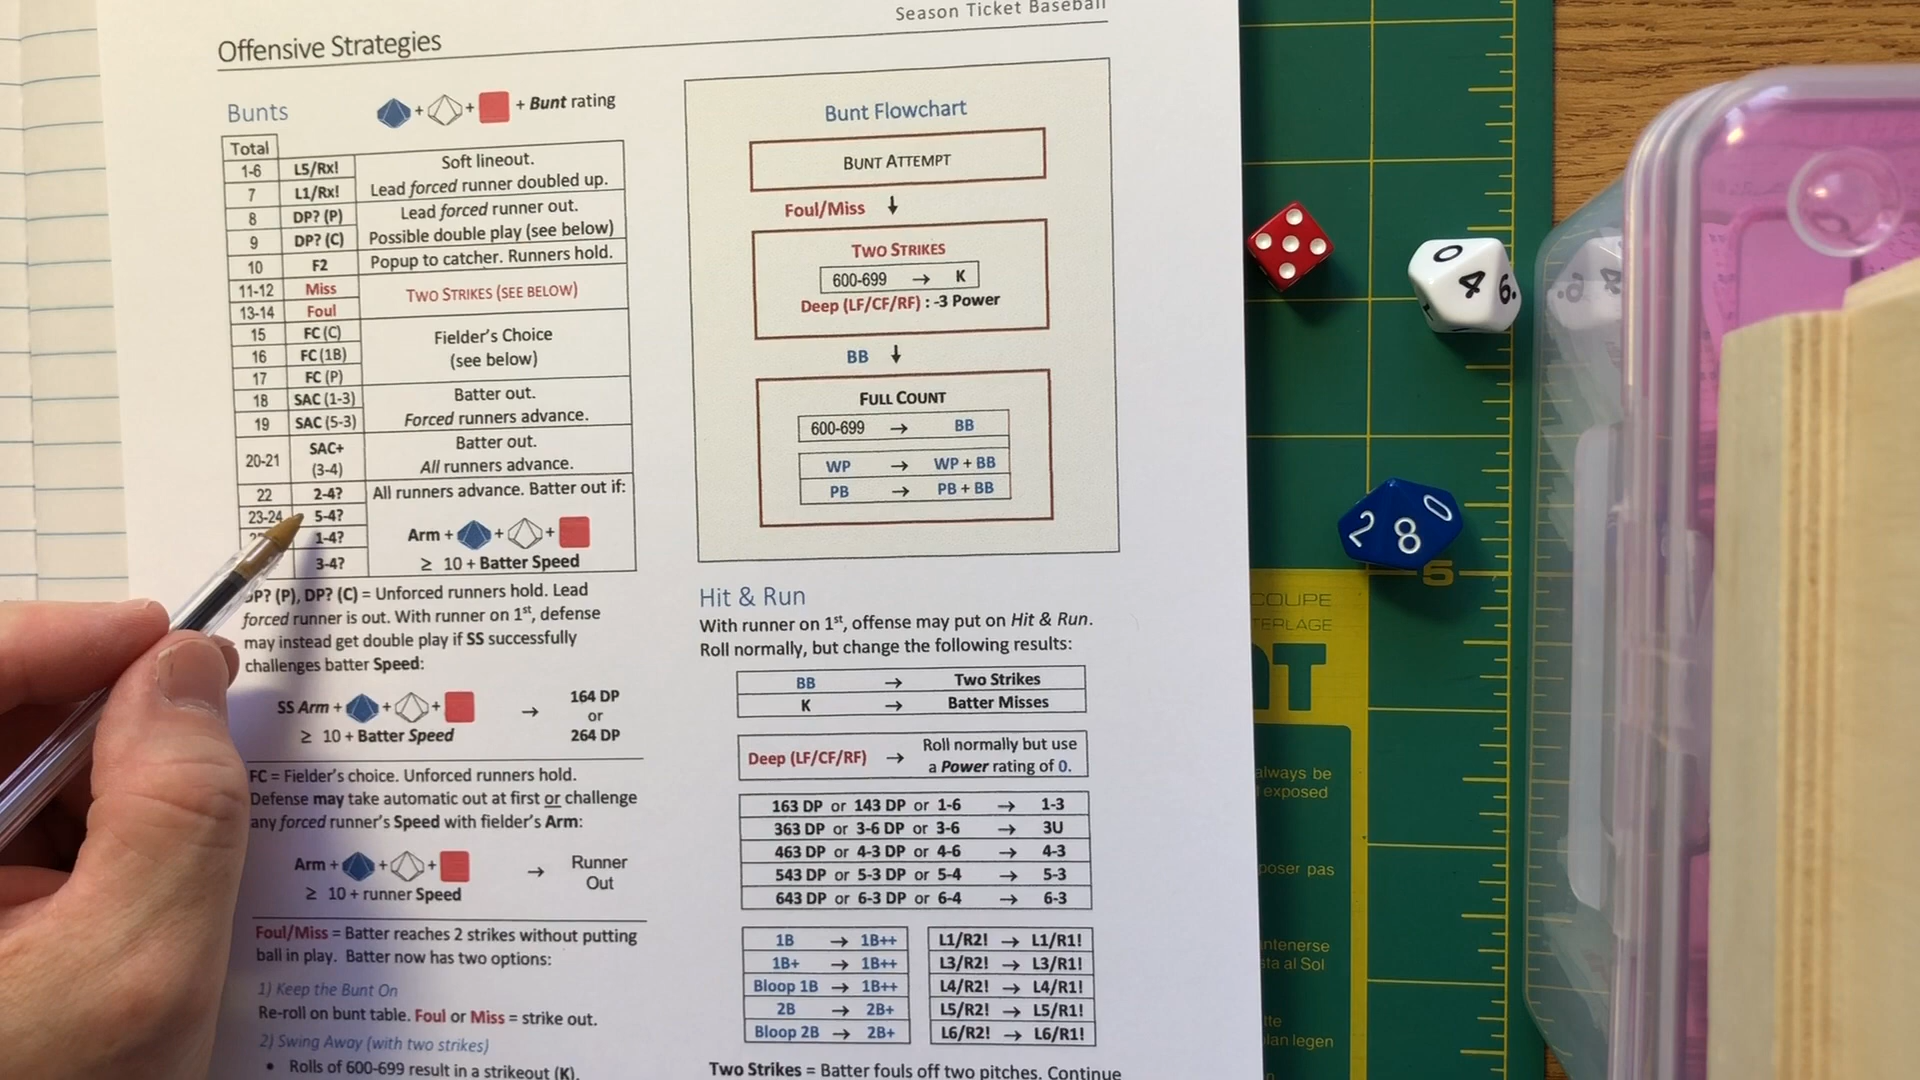 Season Ticket Baseball
Offensive Strategies
Bunts
+ + + Bunt rating
Total
1-6 L5/Rx! Soft lineout.
7 L1/Rx! Lead forced runner doubled up.
8 DP? (P) Lead forced runner out.
9 DP? (C) Possible double play (see below)
10 F2 Popup to catcher. Runners hold.
11-12 Miss TWO STRIKES (SEE BELOW)
13-14 Foul
15 FC (C) Fielder's Choice
16 FC (1B) (see below)
17 FC (P)
18 SAC (1-3) Batter out.
19 SAC (5-3) Forced runners advance.
20-21 SAC+ (3-4) Batter out.
All runners advance.
22 2-4? All runners advance. Batter out if:
23-24 5-4?
1-4? Arm + + +
3-4? ≥ 10 + Batter Speed
DP? (P), DP? (C) = Unforced runners hold. Lead
forced runner is out. With runner on 1st, defense
may instead get double play if SS successfully
challenges batter Speed:
SS Arm + + + → 164 DP
or
≥ 10 + Batter Speed 264 DP
FC = Fielder's choice. Unforced runners hold.
Defense may take automatic out at first or challenge
any forced runner's Speed with fielder's Arm:
Arm + + + → Runner
Out
≥ 10 + runner Speed
Foul/Miss = Batter reaches 2 strikes without putting
ball in play. Batter now has two options:
1) Keep the Bunt On
Re-roll on bunt table. Foul or Miss = strike out.
2) Swing Away (with two strikes)
• Rolls of 600-699 result in a strikeout (K).
Bunt Flowchart
BUNT ATTEMPT
Foul/Miss ↓
TWO STRIKES
600-699 → K
Deep (LF/CF/RF) : -3 Power
BB ↓
FULL COUNT
600-699 → BB
WP → WP + BB
PB → PB + BB
Hit & Run
With runner on 1st, offense may put on Hit & Run.
Roll normally, but change the following results:
BB → Two Strikes
K → Batter Misses
Deep (LF/CF/RF) → Roll normally but use
a Power rating of 0.
163 DP or 143 DP or 1-6 → 1-3
363 DP or 3-6 DP or 3-6 → 3U
463 DP or 4-3 DP or 4-6 → 4-3
543 DP or 5-3 DP or 5-4 → 5-3
643 DP or 6-3 DP or 6-4 → 6-3
1B → 1B++ L1/R2! → L1/R1!
1B+ → 1B++ L3/R2! → L3/R1!
Bloop 1B → 1B++ L4/R2! → L4/R1!
2B → 2B+ L5/R2! → L5/R1!
Bloop 2B → 2B+ L6/R2! → L6/R1!
Two Strikes = Batter fouls off two pitches. Continue
0 4 6.
2 8 0
5
COUPE
always be
exposed
poser pas
sta al Sol